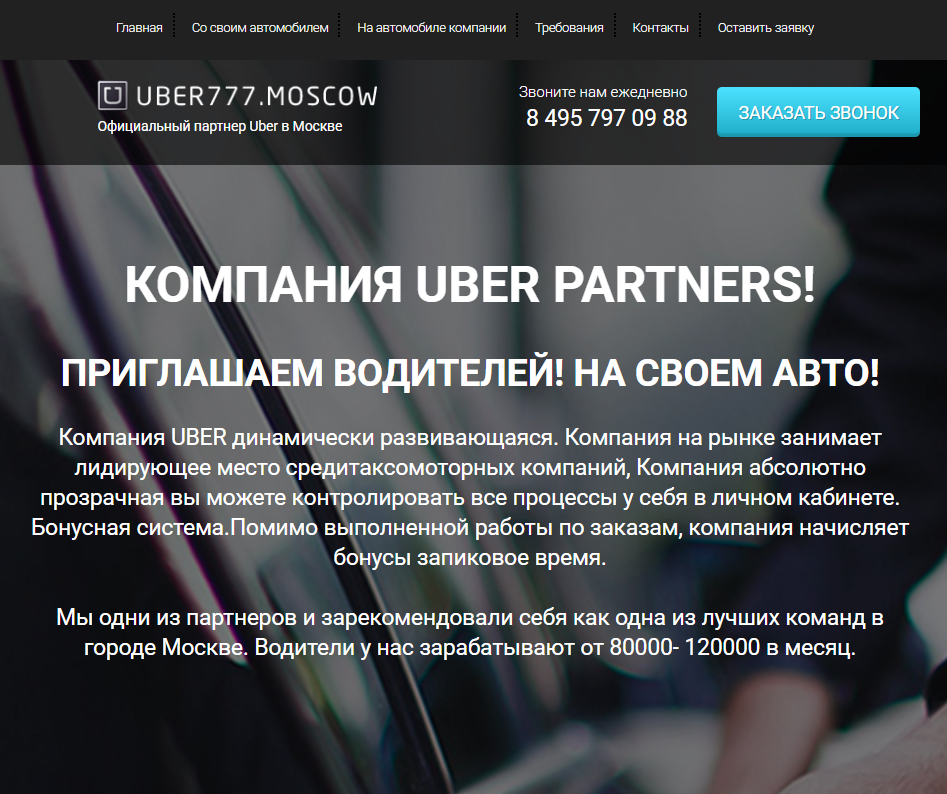 Главная
Со своим автомобилем
На автомобиле компании
Требования
Контакты
Оставить заявку
UBER777.MOSCOW
Официальный партнер Uber в Москве
Звоните нам ежедневно
8 495 797 09 88
ЗАКАЗАТЬ ЗВОНОК
КОМПАНИЯ UBER PARTNERS!
ПРИГЛАШАЕМ ВОДИТЕЛЕЙ! НА СВОЕМ АВТО!
Компания UBER динамически развивающаяся. Компания на рынке занимает
лидирующее место средитаксомоторных компаний, Компания абсолютно
прозрачная вы можете контролировать все процессы у себя в личном кабинете.
Бонусная система.Помимо выполненной работы по заказам, компания начисляет
бонусы запиковое время.
Мы одни из партнеров и зарекомендовали себя как одна из лучших команд в
городе Москве. Водители у нас зарабатывают от 80000- 120000 в месяц.